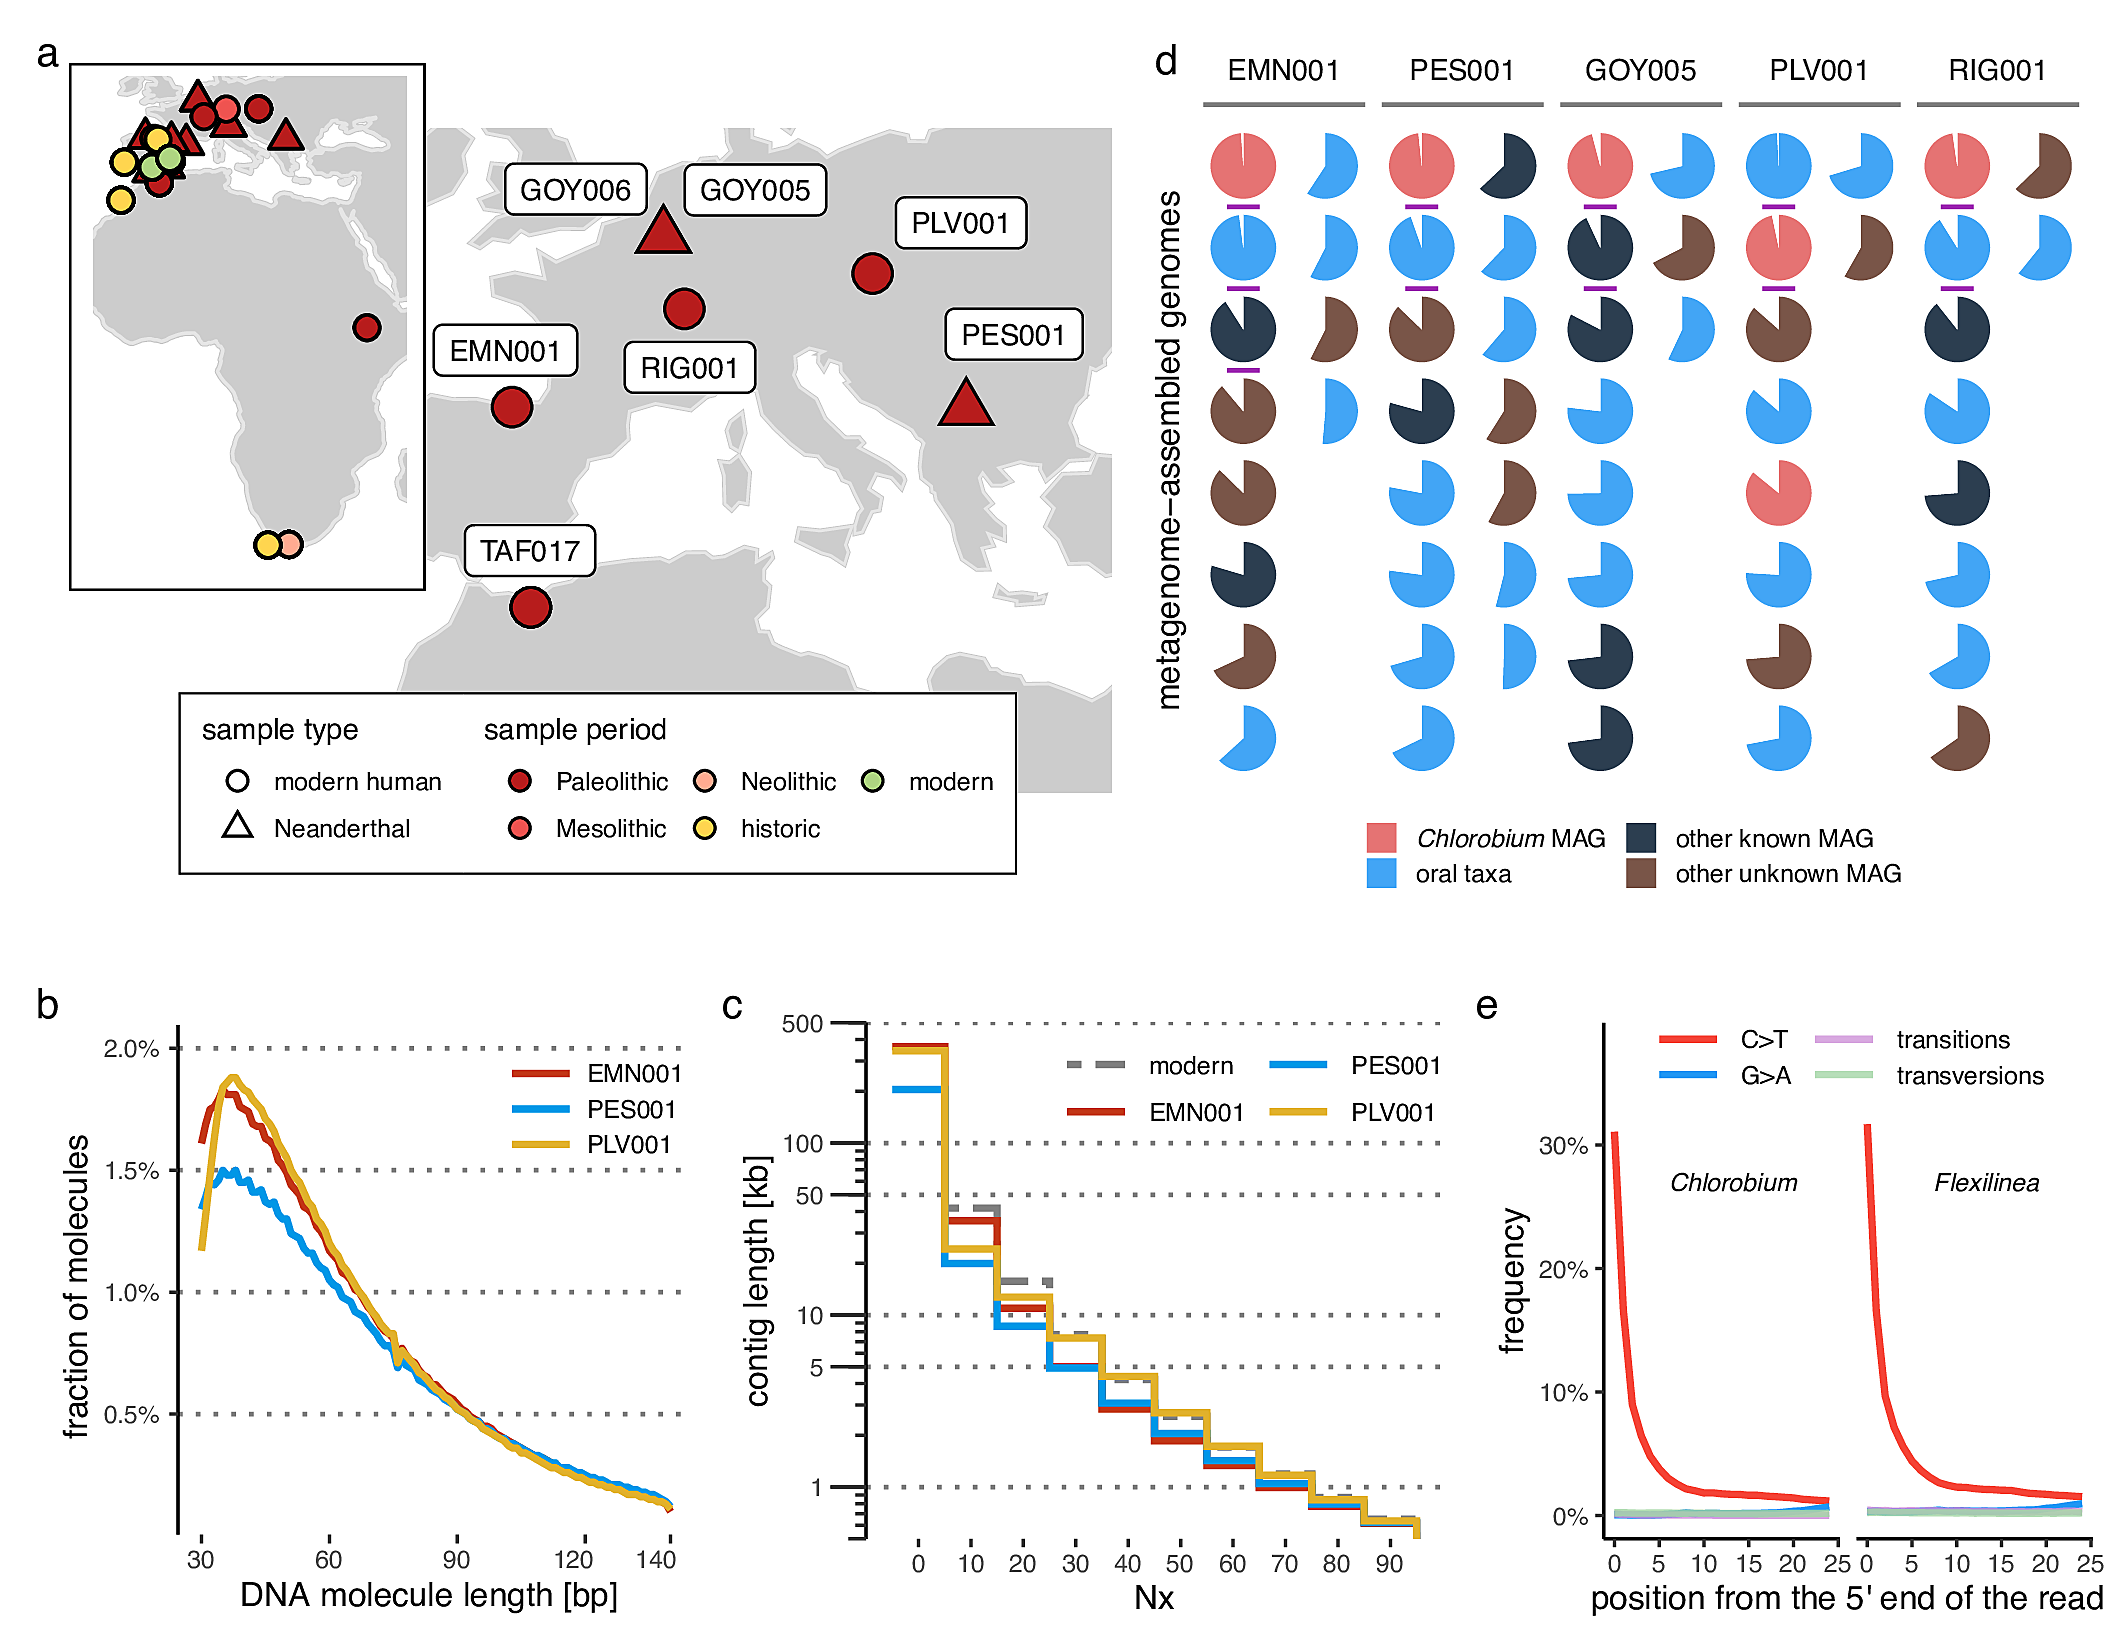 a
GOY006
GOY005
PLV001
EMN001
RIG001
PES001
TAF017
sample type
sample period
modern human
Paleolithic
Neolithic
modern
Neanderthal
Mesolithic
historic
d
EMN001
PES001
GOY005
PLV001
RIG001
metagenome–assembled genomes
Chlorobium MAG
other known MAG
oral taxa
other unknown MAG
b
fraction of molecules
2.0%
1.5%
1.0%
0.5%
EMN001
PES001
PLV001
30
60
90
120
140
DNA molecule length [bp]
c
contig length [kb]
500
100
50
10
5
1
modern
PES001
EMN001
PLV001
0
10
20
30
40
50
60
70
80
90
Nx
e
frequency
30%
20%
10%
0%
C>T
transitions
G>A
transversions
Chlorobium
Flexilinea
0
5
10
15
20
25
0
5
10
15
20
25
position from the 5' end of the read